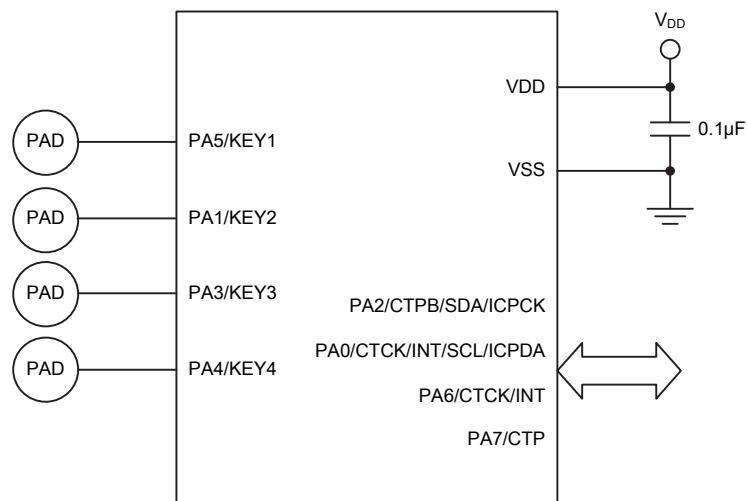 V_DD
VDD
0.1µF
PAD
PA5/KEY1
VSS
PAD
PA1/KEY2
PAD
PA3/KEY3
PA2/CTPB/SDA/ICPCK
PA0/CTCK/INT/SCL/ICPDA
PAD
PA4/KEY4
PA6/CTCK/INT
PA7/CTP